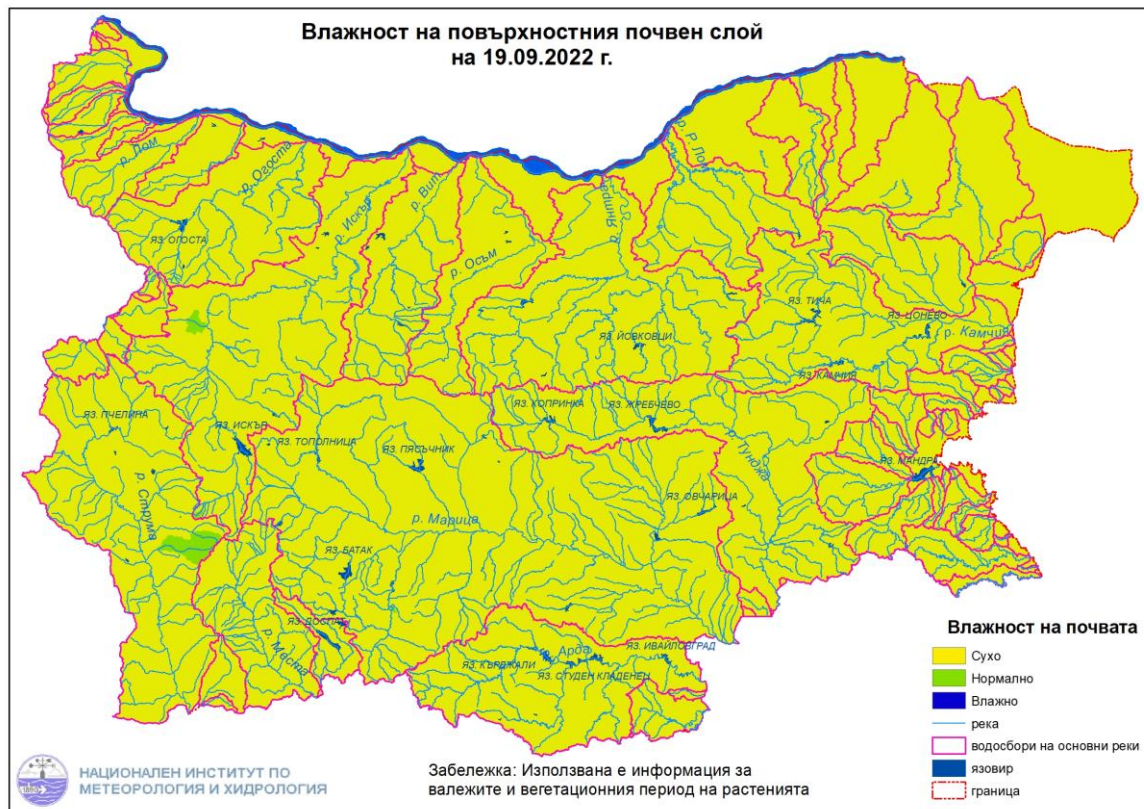 Влажност на повърхностния почвен слой
на 19.09.2022 г.
р. Лом
р. Огоста
р. Искър
р. Вит
р. Осъм
р. Янтра
р. Р.Лом
ЯЗ. ОГОСТА
ЯЗ. ТИЧА
ЯЗ. ЦОНЕВО
р. Камчия
ЯЗ. ЙОВКОВЦИ
ЯЗ. КАМЧИЯ
ЯЗ. ПЧЕЛИНА
ЯЗ. ИСКЪР
ЯЗ. ТОПОЛНИЦА
ЯЗ. ПЯСЪЧНИК
ЯЗ. КОПРИНКА
ЯЗ. ЖРЕБЧЕВО
р. Тунджа
ЯЗ. МАНДРА
р. Струма
р. Марица
ЯЗ. ОВЧАРИЦА
ЯЗ. БАТАК
ЯЗ. ДОСПАТ
р. Места
р. Арда
ЯЗ. КЪРДЖАЛИ
ЯЗ. СТУДЕН КЛАДЕНЕЦ
ЯЗ. ИВАЙЛОВГРАД
Влажност на почвата
Сухо
Нормално
Влажно
река
водосбори на основни реки
язовир
граница
НАЦИОНАЛЕН ИНСТИТУТ ПО
МЕТЕОРОЛОГИЯ И ХИДРОЛОГИЯ
Забележка: Използвана е информация за
валежите и вегетационния период на растенията